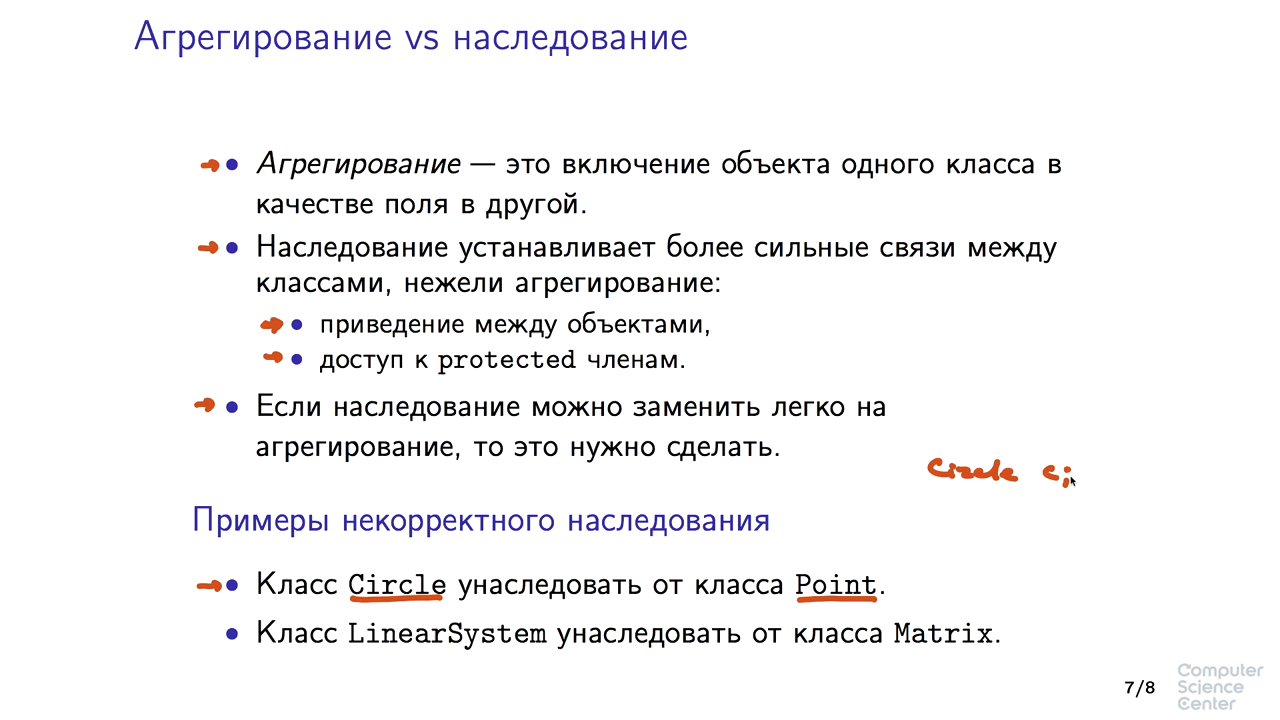 Агрегирование vs наследование
Агрегирование — это включение объекта одного класса в
качестве поля в другой.
Наследование устанавливает более сильные связи между
классами, нежели агрегирование:
приведение между объектами,
доступ к protected членам.
Если наследование можно заменить легко на
агрегирование, то это нужно сделать.
Circle c;
Примеры некорректного наследования
Класс Circle унаследовать от класса Point.
Класс LinearSystem унаследовать от класса Matrix.
7/8
Computer
Science
Center